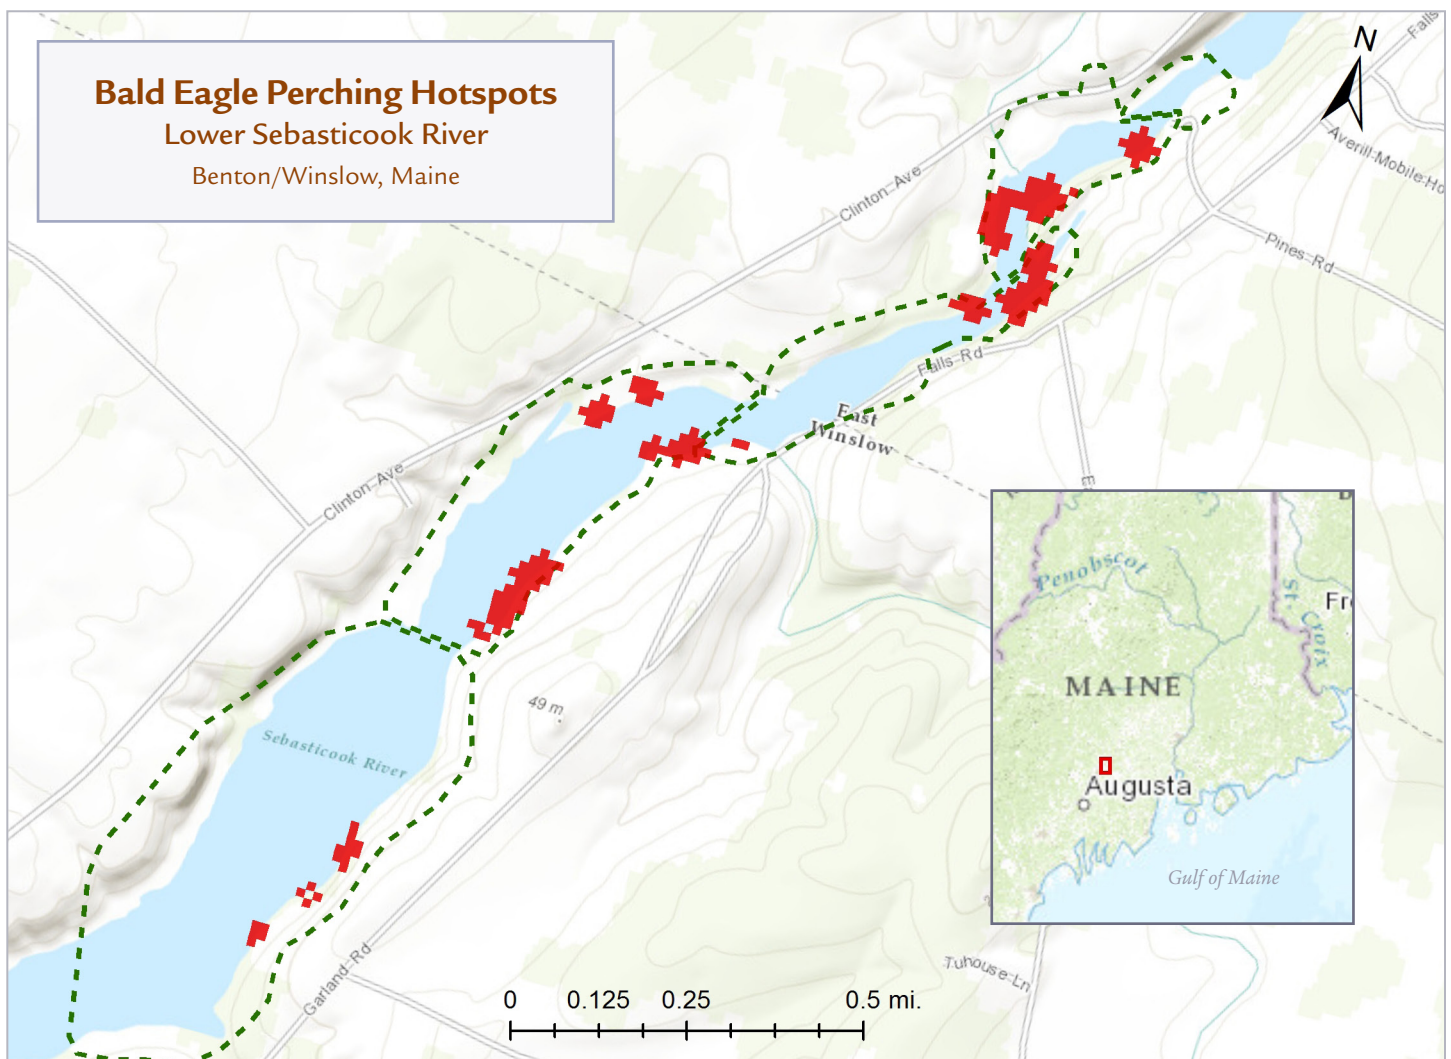 Bald Eagle Perching Hotspots
Lower Sebasticook River
Benton/Winslow, Maine
N
Falls
Averill-Mobile-Ho
Clinton-Ave
Pines-Rd
Falls-Rd
East
Winslow
Clinton-Ave
49 m
Sebasticook River
Garland-Rd
Tuhouse-Ln
0 0.125 0.25 0.5 mi.
Penobscot
St. Croix
Fr
MAINE
Augusta
Gulf of Maine